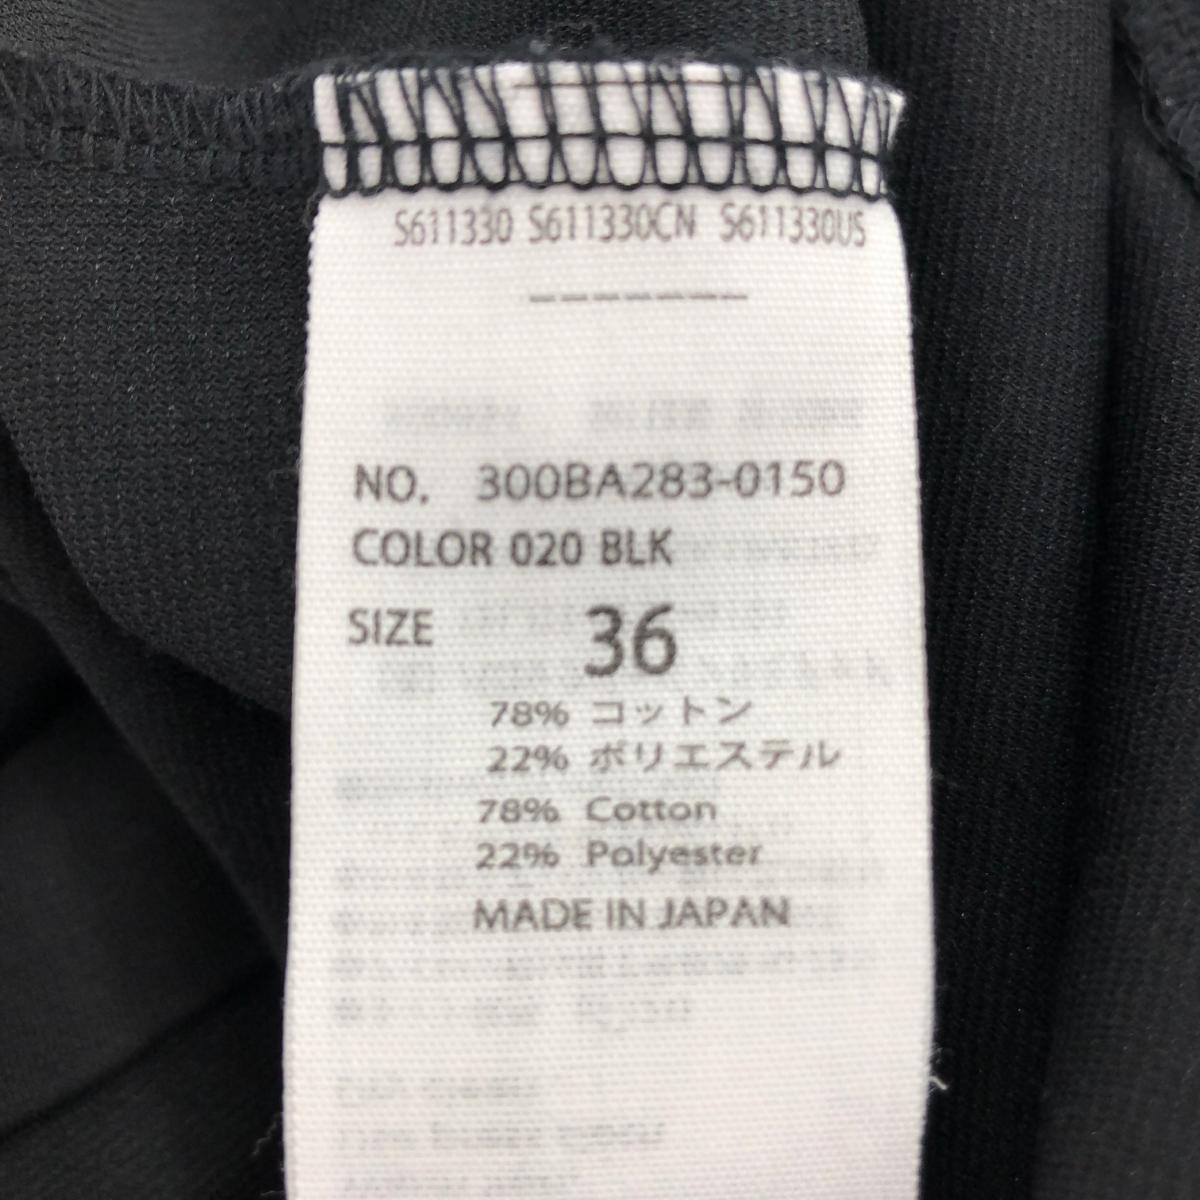 S611330 S611330CN S611330US
-------
NO. 300BA283-0150
COLOR 020 BLK
SIZE 36
78% コットン
22% ポリエステル
78% Cotton
22% Polyester
MADE IN JAPAN